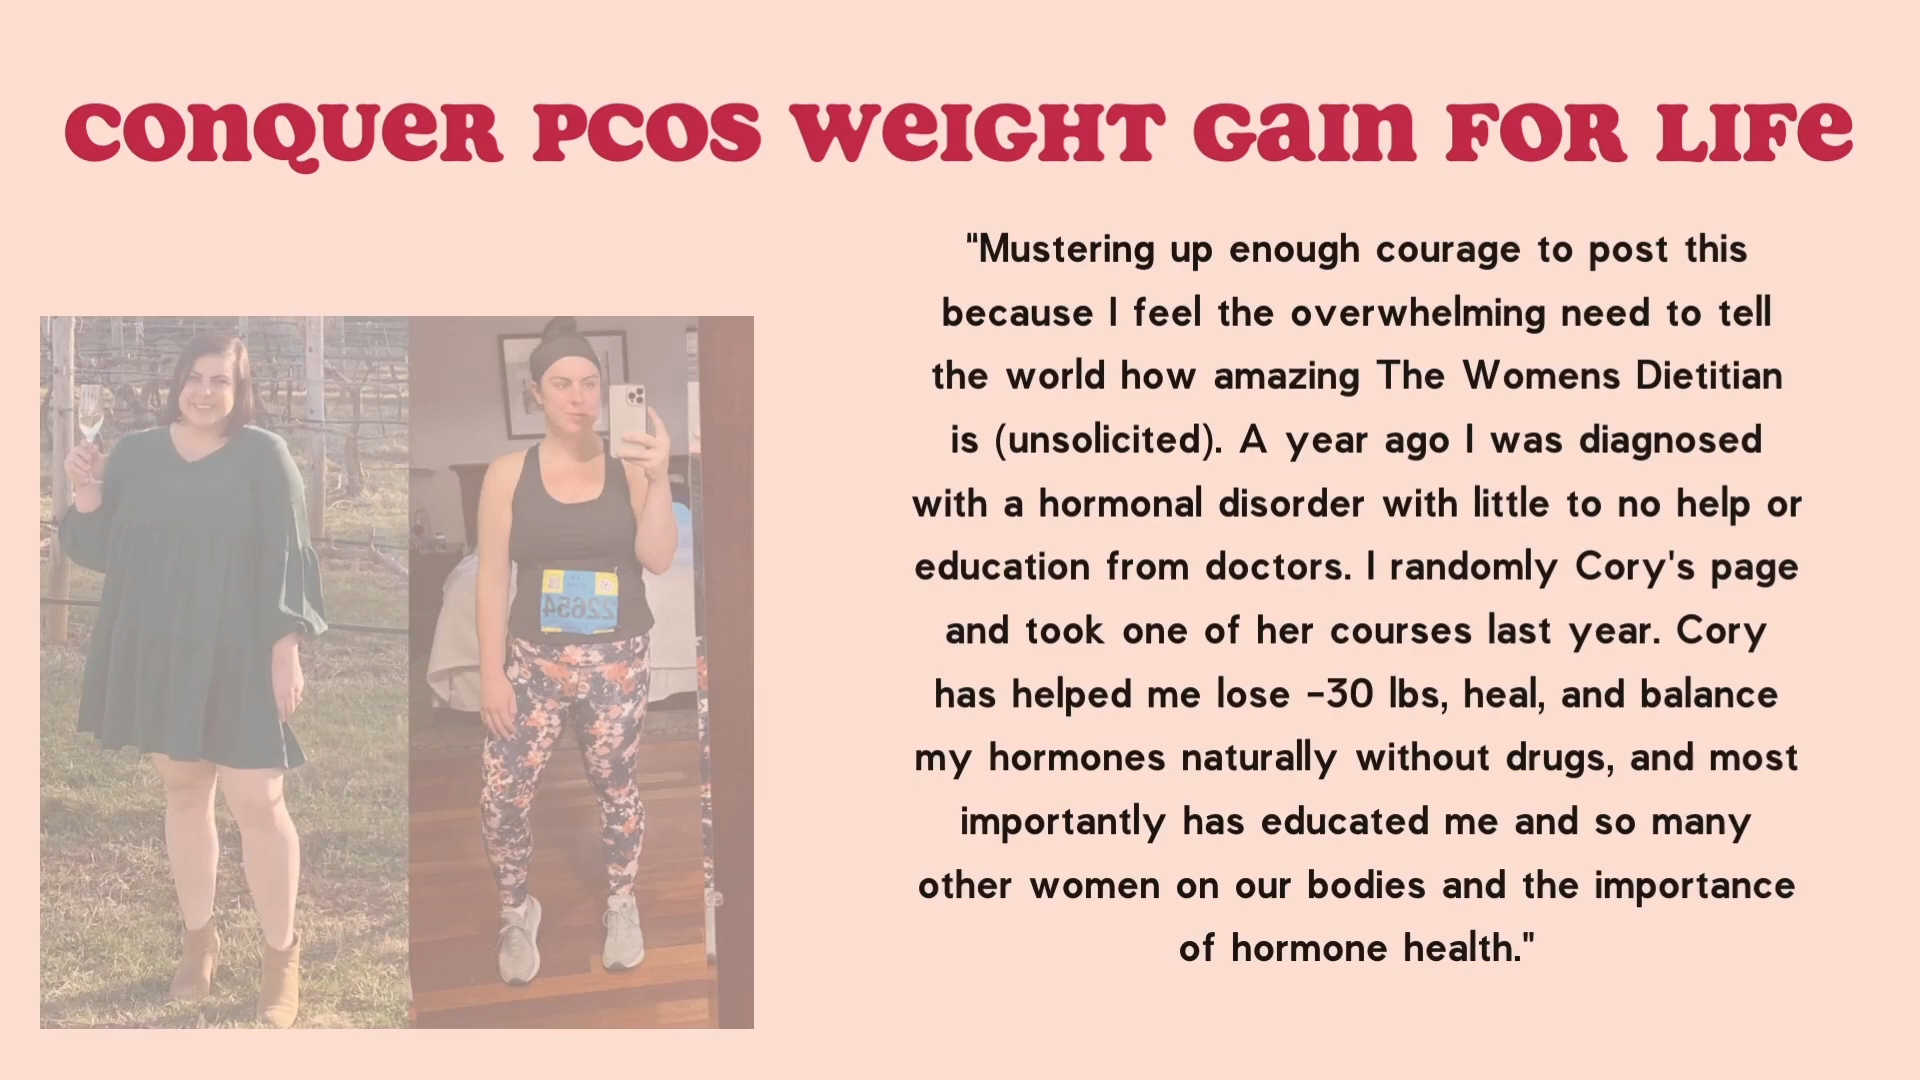 CONQUER PCOS WEIGHT GAIN FOR LIFE
"Mustering up enough courage to post this
because I feel the overwhelming need to tell
the world how amazing The Womens Dietitian
is (unsolicited). A year ago I was diagnosed
with a hormonal disorder with little to no help or
education from doctors. I randomly Cory's page
and took one of her courses last year. Cory
has helped me lose -30 lbs, heal, and balance
my hormones naturally without drugs, and most
importantly has educated me and so many
other women on our bodies and the importance
of hormone health."
22654